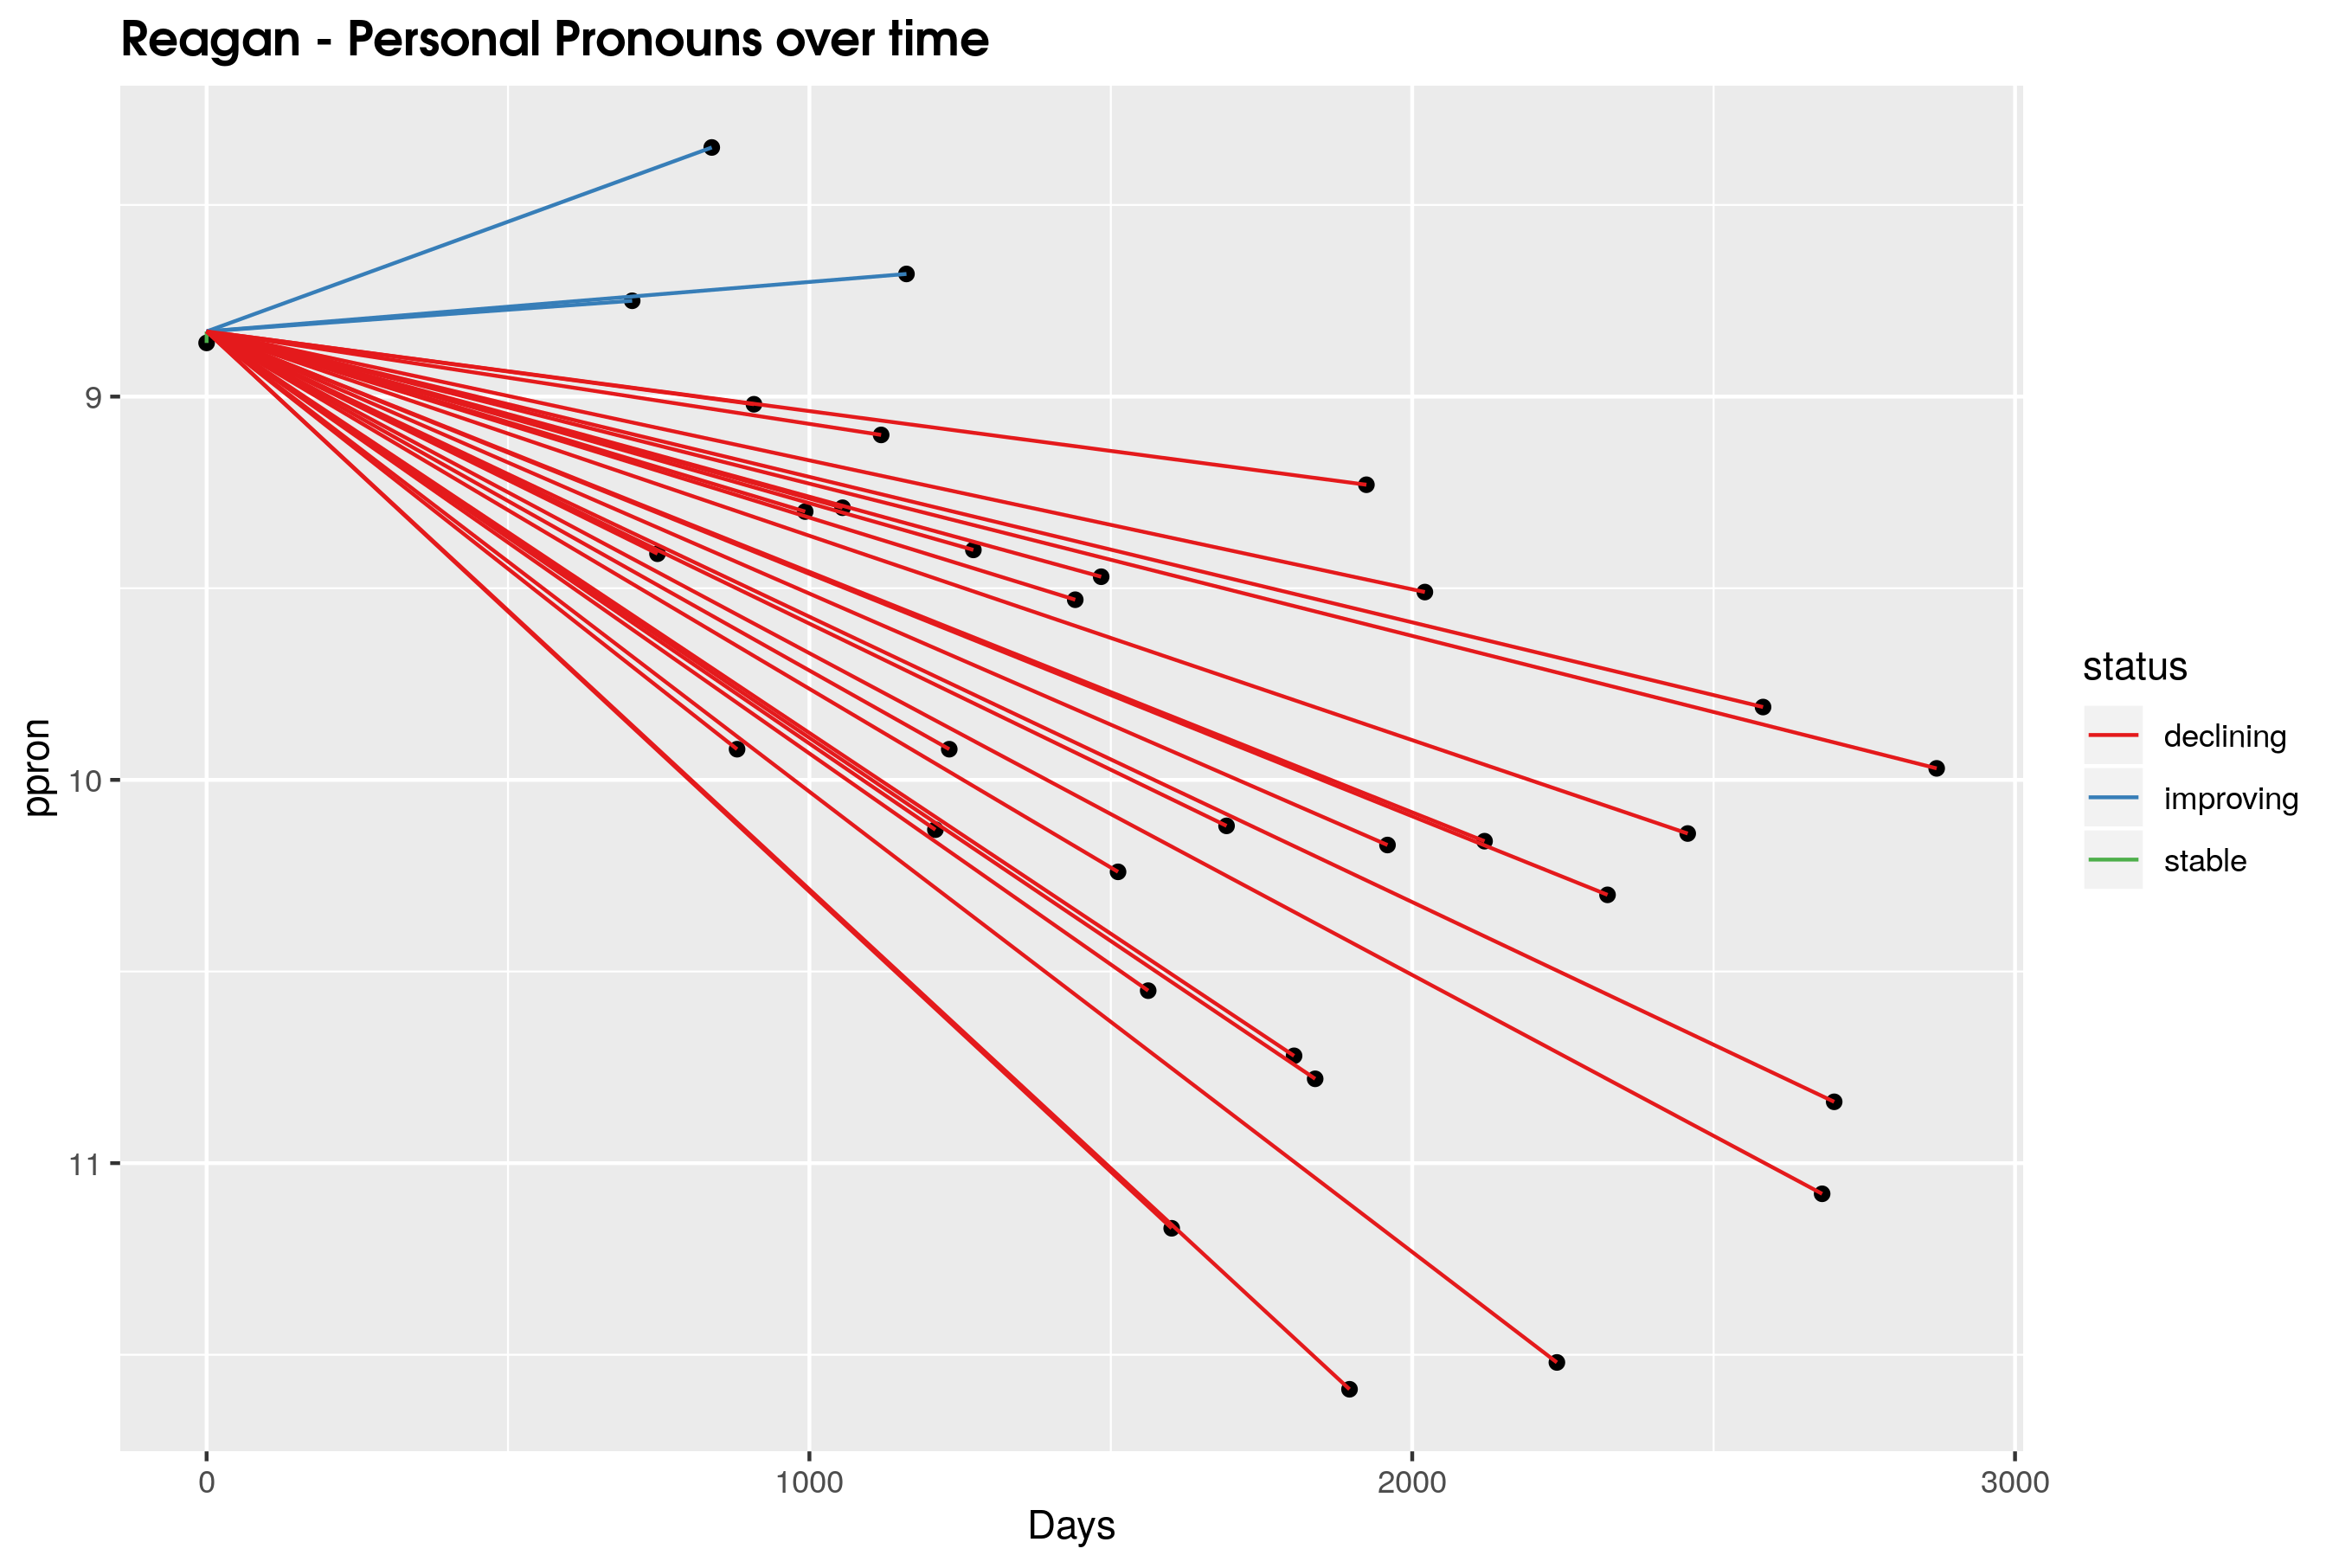 Reagan - Personal Pronouns over time
ppron
9
10
11
0
1000
2000
3000
Days
status
declining
improving
stable